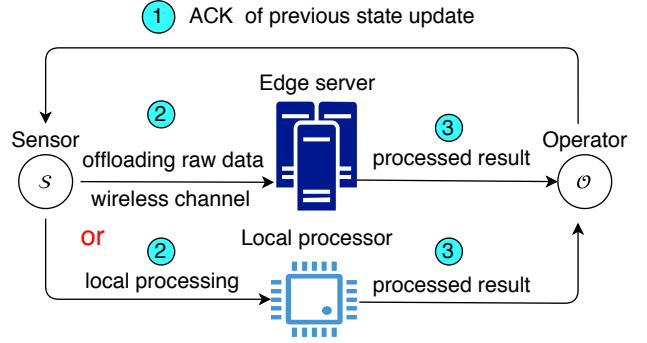 1 ACK of previous state update
Edge server
2
3
Sensor
Operator
offloading raw data
processed result
S
O
wireless channel
or
Local processor
2
3
local processing
processed result